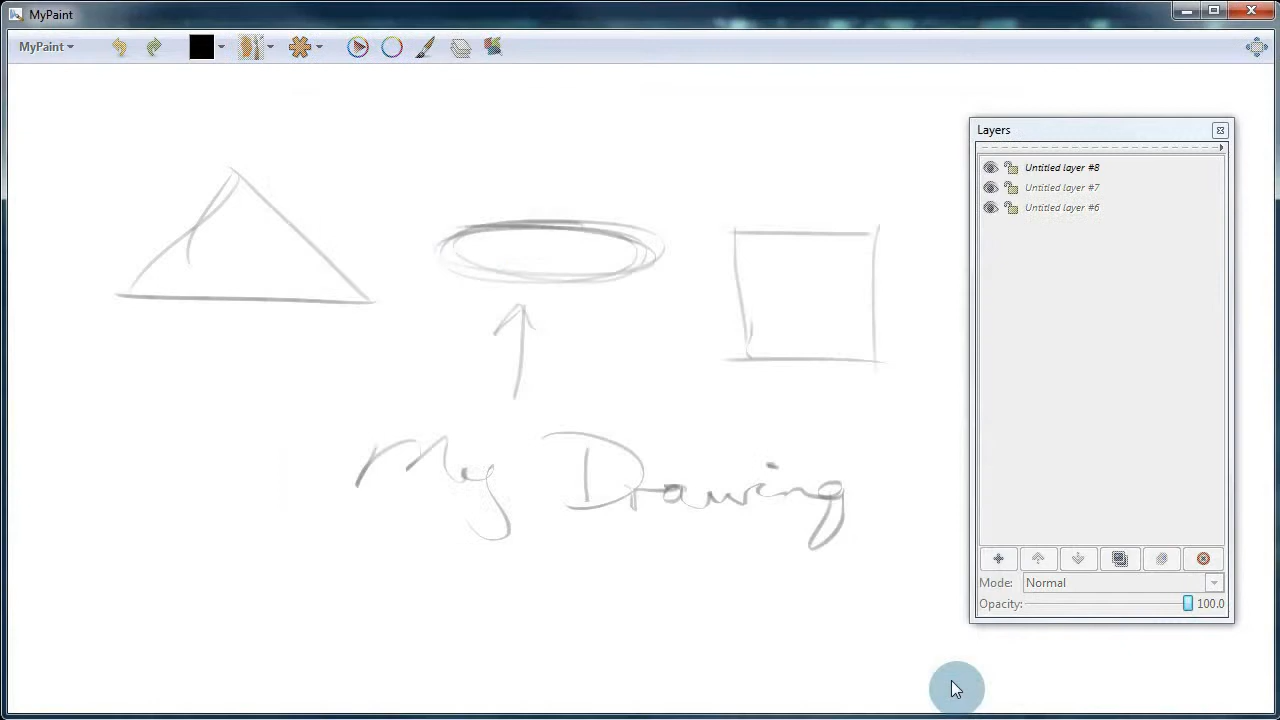 MyPaint
MyPaint
Layers
Untitled layer #8
Untitled layer #7
Untitled layer #6
My Drawing
Mode: Normal
Opacity: 100.0